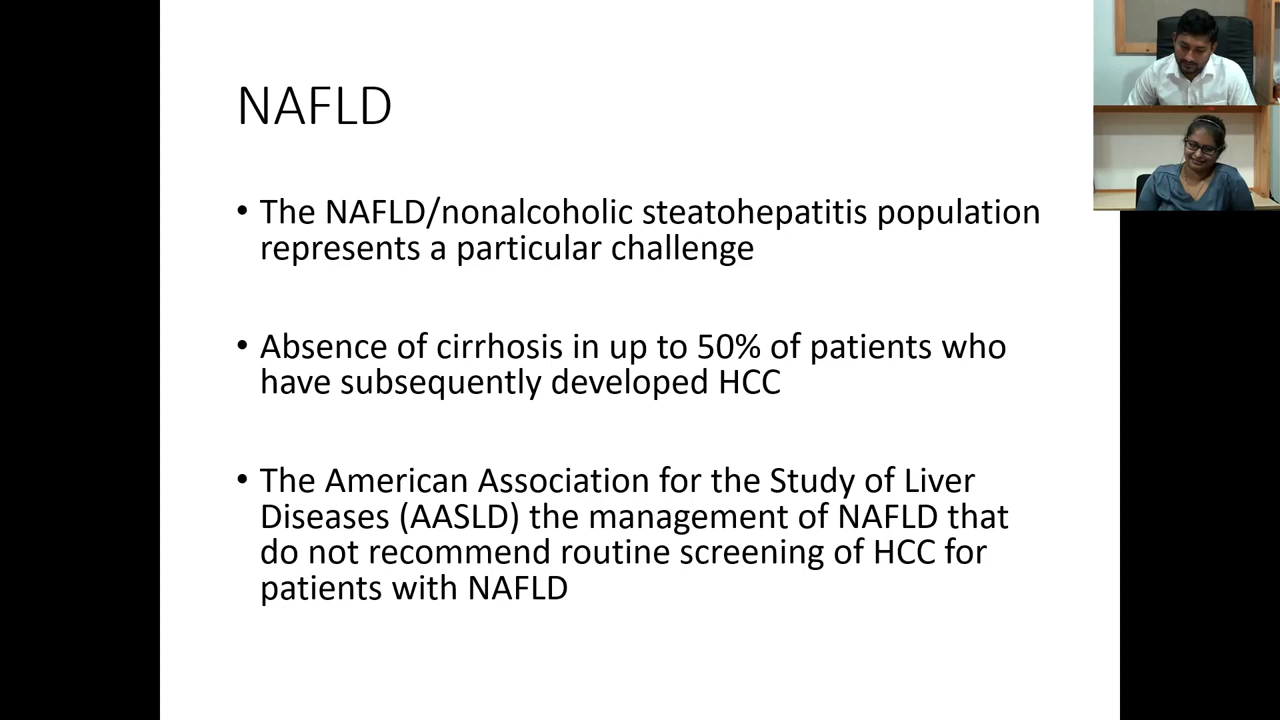 NAFLD
• The NAFLD/nonalcoholic steatohepatitis population
represents a particular challenge
• Absence of cirrhosis in up to 50% of patients who
have subsequently developed HCC
• The American Association for the Study of Liver
Diseases (AASLD) the management of NAFLD that
do not recommend routine screening of HCC for
patients with NAFLD